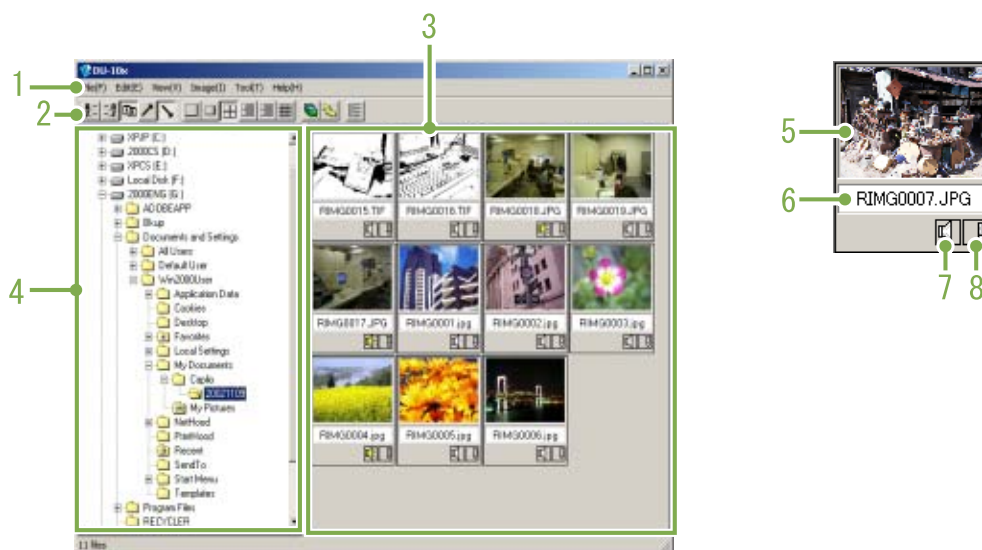 3
DU-10x
1
File(F) Edit(E) View(V) Image(I) Tool(T) Help(H)
2
4
XPJP (C:)
2000CS (D:)
XPCS (E:)
Local Disk (F:)
2000ENG (G:)
ADOBEAPP
Bkup
Documents and Settings
All Users
Default User
Win2000User
Application Data
Cookies
Desktop
Favorites
Local Settings
My Documents
Caplio
20021109
My Pictures
NetHood
PrintHood
Recent
SendTo
Start Menu
Templates
Program Files
RECYCLER
RIMG0015.TIF RIMG0016.TIF RIMG0018.JPG RIMG0019.JPG
RIMG0017.JPG RIMG0001.jpg RIMG0002.jpg RIMG0003.jpg
RIMG0004.jpg RIMG0005.jpg RIMG0006.jpg
11 files
5
6
RIMG0007.JPG
7 8